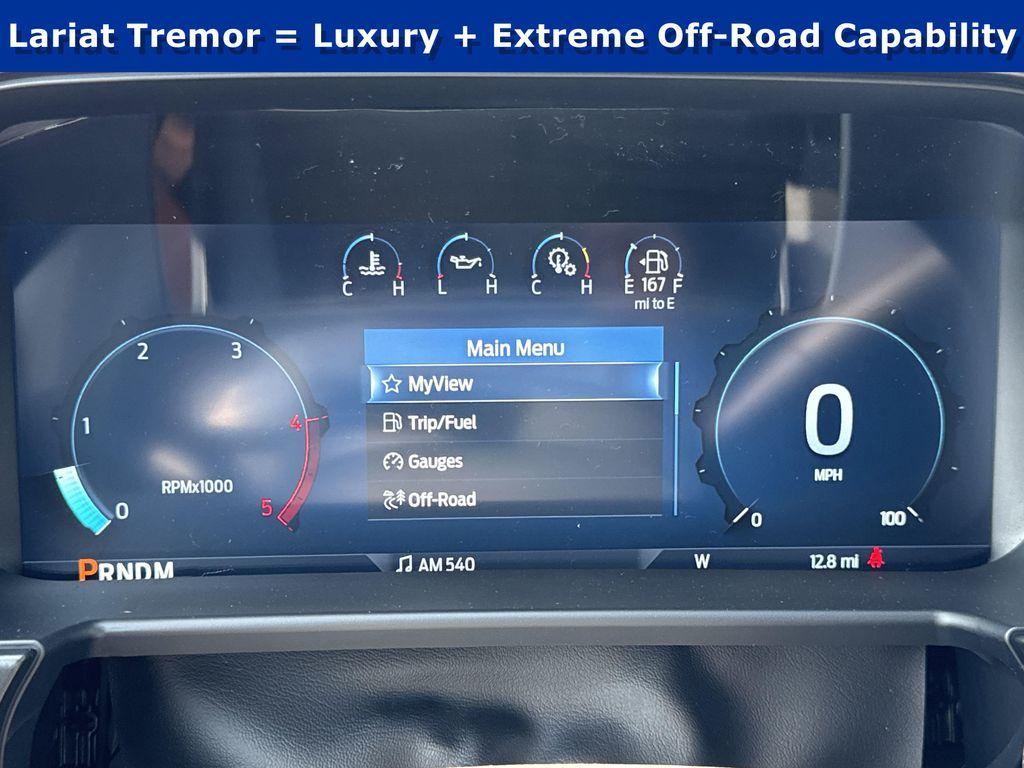 Lariat Tremor = Luxury + Extreme Off-Road Capability
C H
L H
C H
E 167 F
mi to E
1 2 3 4
0 5
RPMx1000
Main Menu
MyView
Trip/Fuel
Gauges
Off-Road
0
MPH
0 100
PRNDM
AM 540
W
12.8 mi